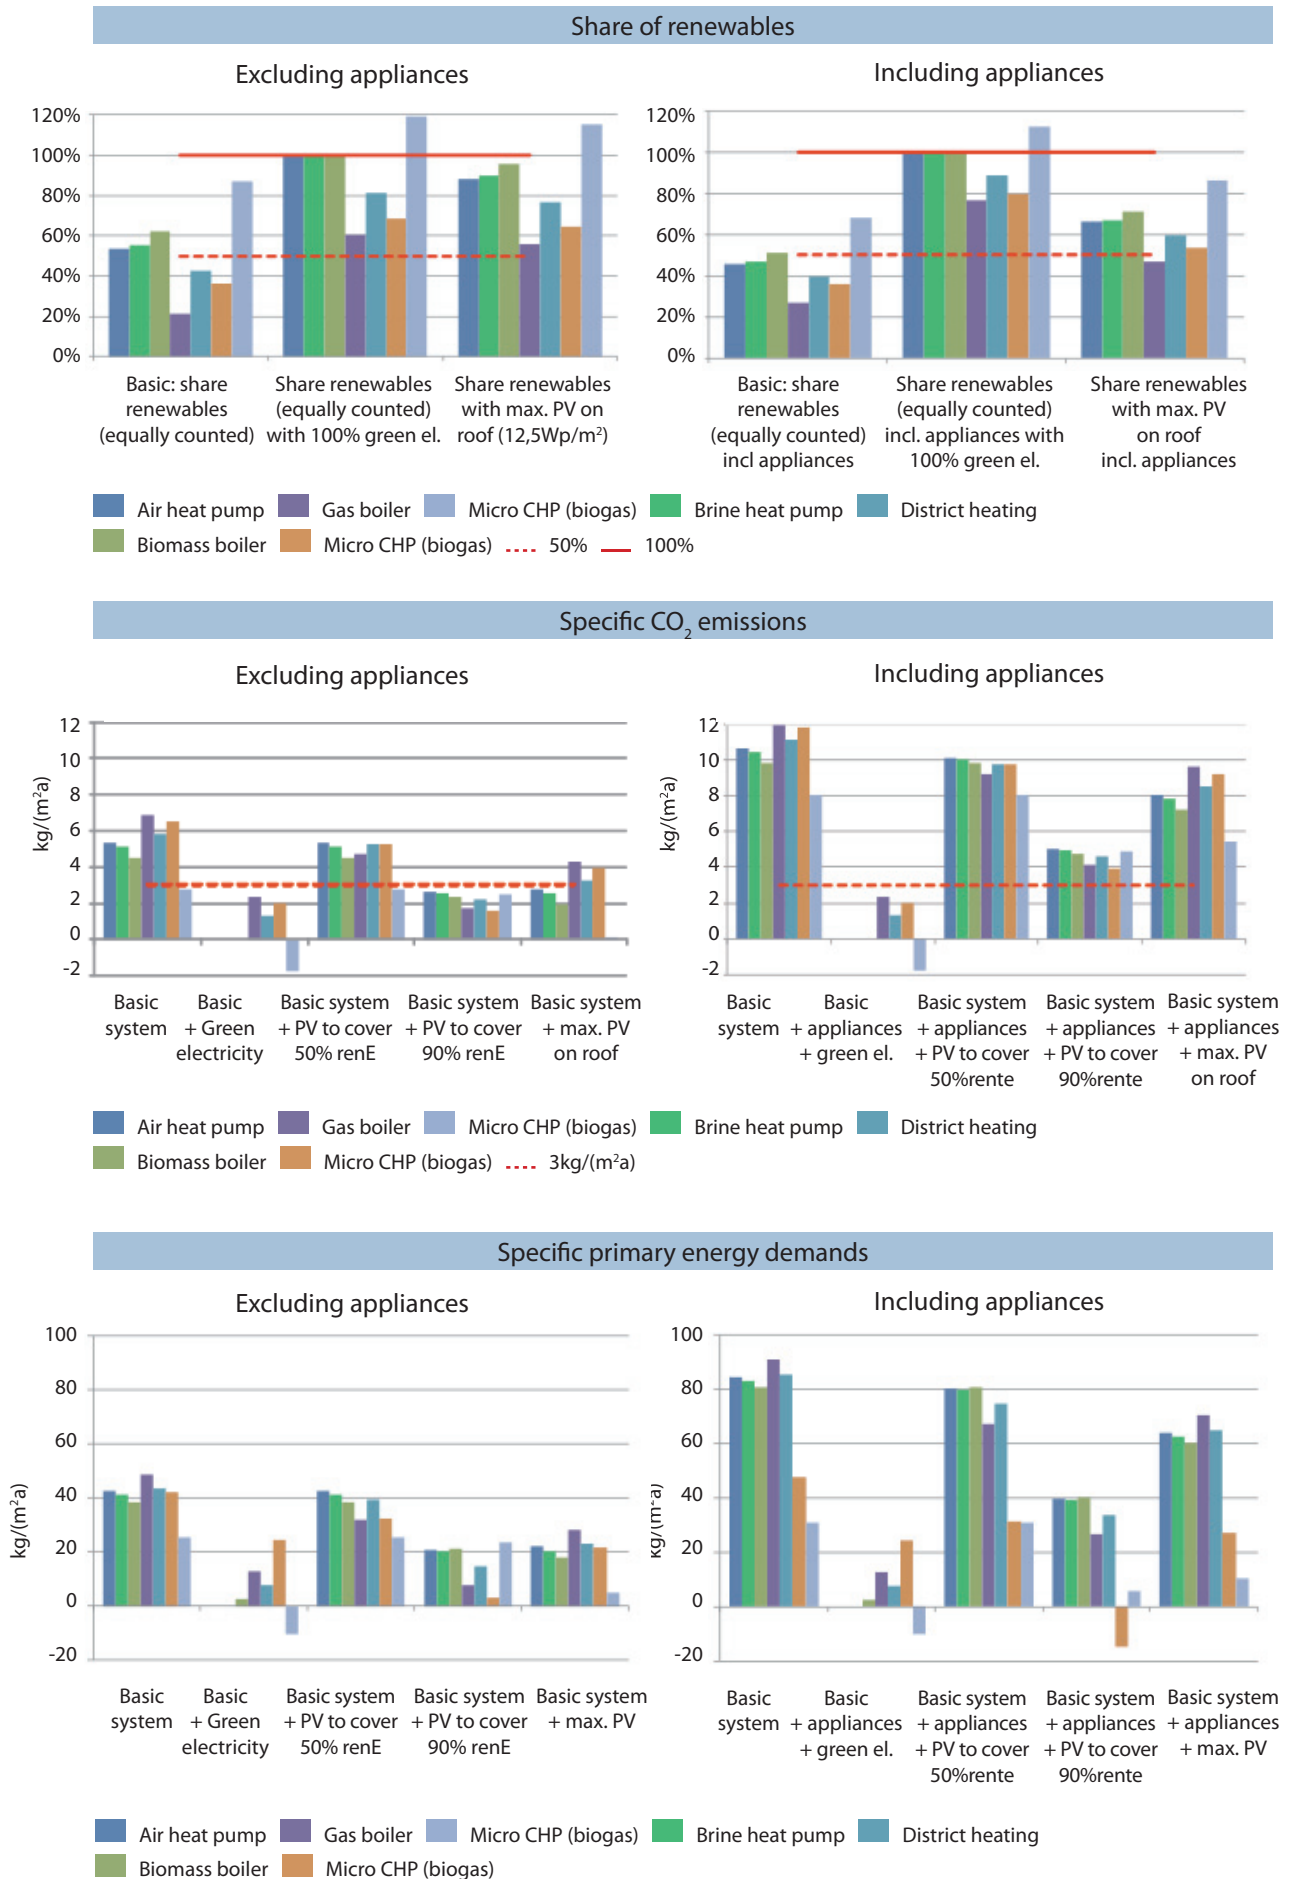 Share of renewables
Excluding appliances
120%
100%
80%
60%
40%
20%
0%
Basic: share
renewables
(equally counted)
Share renewables
(equally counted)
with 100% green el.
Share renewables
with max. PV on
roof (12,5Wp/m²)
Including appliances
120%
100%
80%
60%
40%
20%
0%
Basic: share
renewables
(equally counted)
incl appliances
Share renewables
(equally counted)
incl. appliances with
100% green el.
Share renewables
with max. PV
on roof
incl. appliances
Air heat pump Gas boiler Micro CHP (biogas) Brine heat pump District heating
Biomass boiler Micro CHP (biogas) 50% 100%
Specific CO₂ emissions
Excluding appliances
kg/(m²a)
12
10
8
6
4
2
0
-2
Basic
system
Basic
+ Green
electricity
Basic system
+ PV to cover
50% renE
Basic system
+ PV to cover
90% renE
Basic system
+ max. PV
on roof
Including appliances
kg/(m²a)
12
10
8
6
4
2
0
-2
Basic
system
Basic
+ appliances
+ green el.
Basic system
+ appliances
+ PV to cover
50%rente
Basic system
+ appliances
+ PV to cover
90%rente
Basic system
+ appliances
+ max. PV
on roof
Air heat pump Gas boiler Micro CHP (biogas) Brine heat pump District heating
Biomass boiler Micro CHP (biogas) 3kg/(m²a)
Specific primary energy demands
Excluding appliances
kg/(m²a)
100
80
60
40
20
0
-20
Basic
system
Basic
+ Green
electricity
Basic system
+ PV to cover
50% renE
Basic system
+ PV to cover
90% renE
Basic system
+ max. PV
Including appliances
kg/(m²a)
100
80
60
40
20
0
-20
Basic
system
Basic
+ appliances
+ green el.
Basic system
+ appliances
+ PV to cover
50%rente
Basic system
+ appliances
+ PV to cover
90%rente
Basic system
+ appliances
+ max. PV
Air heat pump Gas boiler Micro CHP (biogas) Brine heat pump District heating
Biomass boiler Micro CHP (biogas)